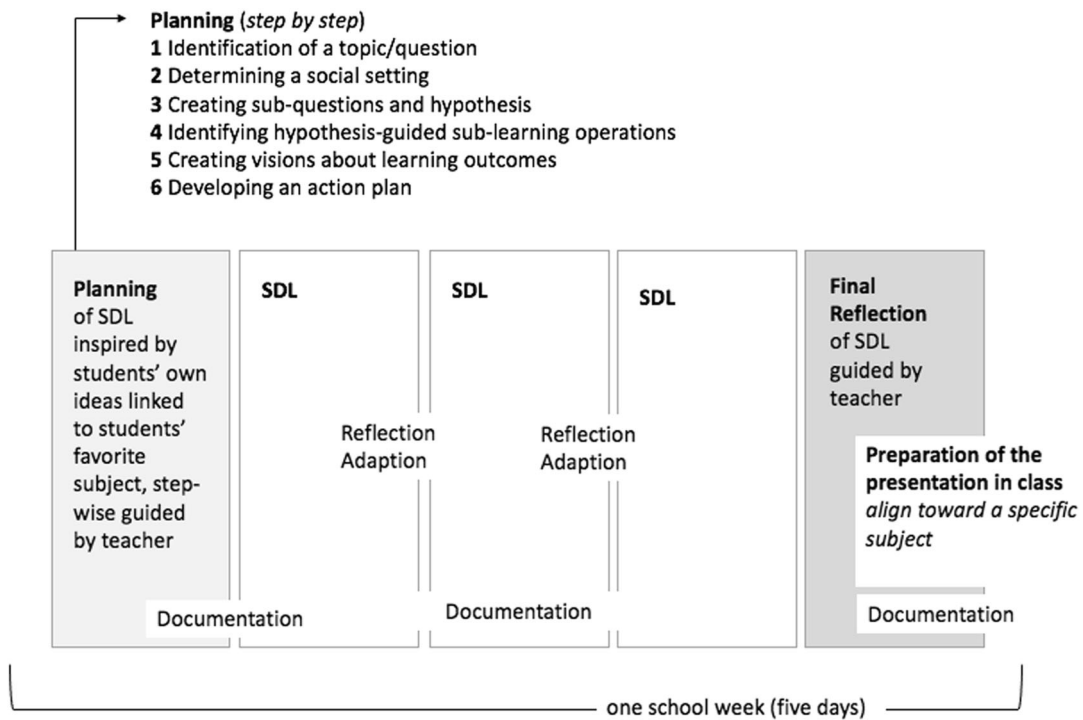 Planning (step by step)
1 Identification of a topic/question
2 Determining a social setting
3 Creating sub-questions and hypothesis
4 Identifying hypothesis-guided sub-learning operations
5 Creating visions about learning outcomes
6 Developing an action plan
Planning
of SDL
inspired by
students’ own
ideas linked
to students’
favorite
subject, step-
wise guided
by teacher
Documentation
SDL
Reflection
Adaption
SDL
Documentation
Reflection
Adaption
SDL
Final
Reflection
of SDL
guided by
teacher
Preparation of the
presentation in class
align toward a specific
subject
Documentation
one school week (five days)